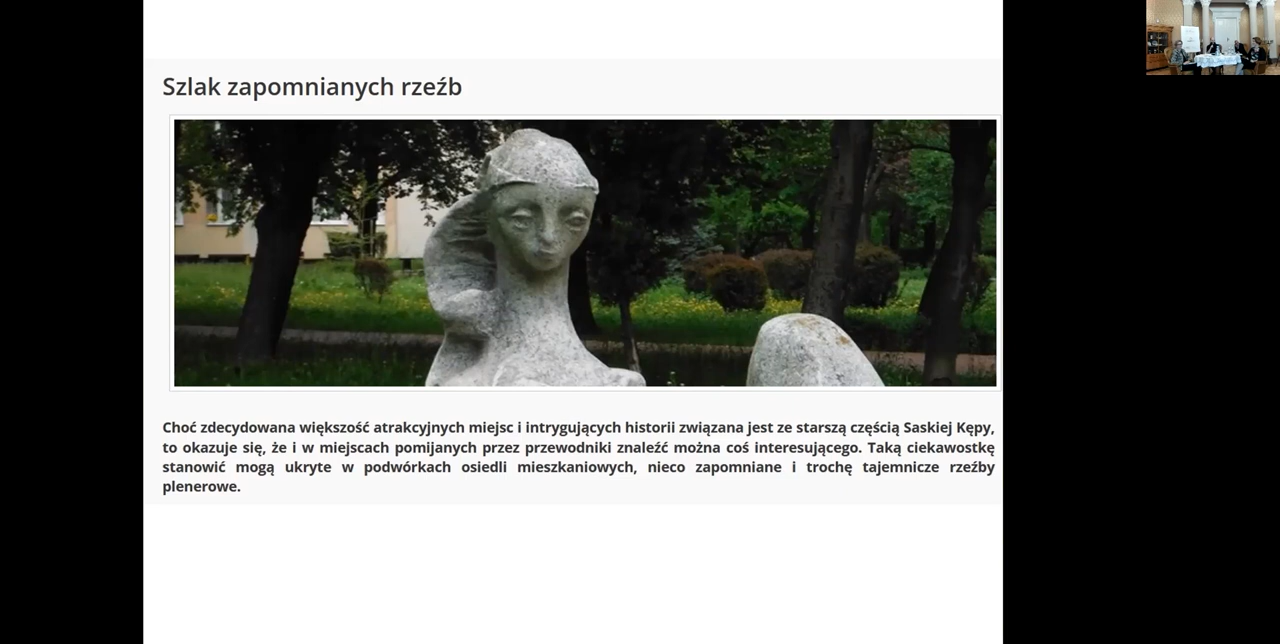 Szlak zapomnianych rzeźb
Choć zdecydowana większość atrakcyjnych miejsc i intrygujących historii związana jest ze starszą częścią Saskiej Kępy,
to okazuje się, że i w miejscach pomijanych przez przewodniki znaleźć można coś interesującego. Taką ciekawostkę
stanowić mogą ukryte w podwórkach osiedli mieszkaniowych, nieco zapomniane i trochę tajemnicze rzeźby
plenerowe.